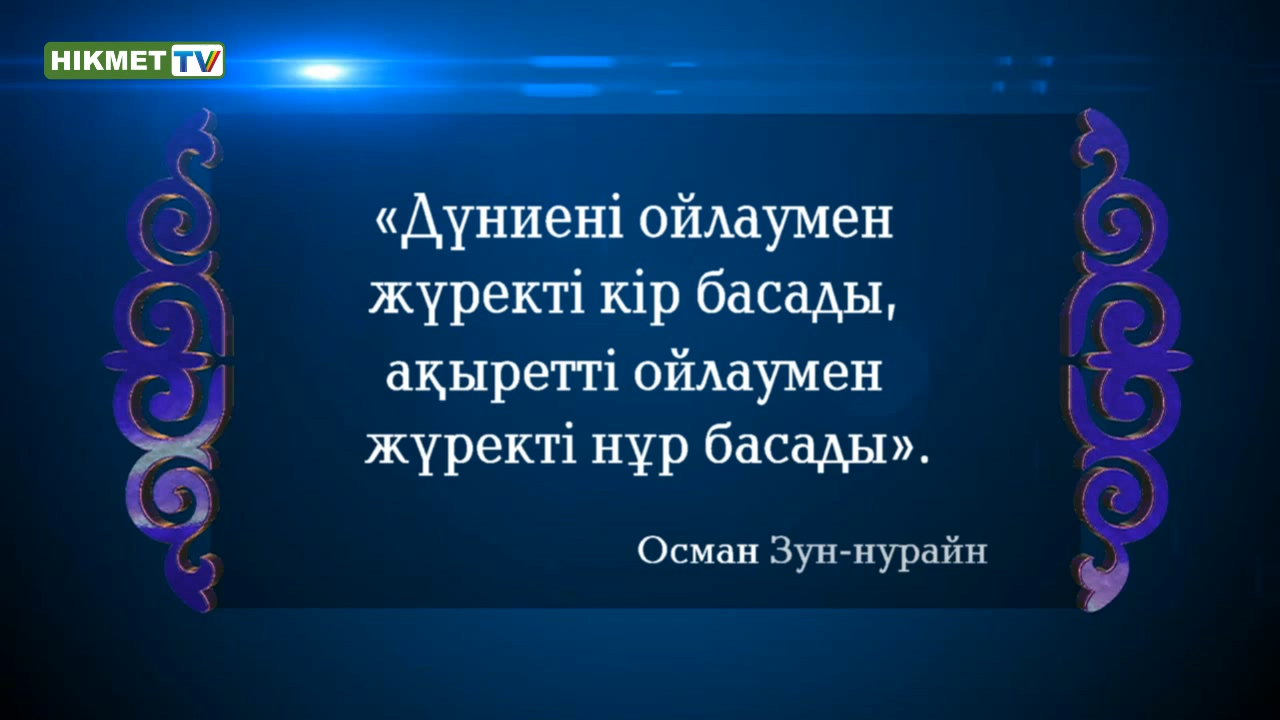 HIKMET TV
«Дүниені ойлаумен
жүректі кір басады,
ақыретті ойлаумен
жүректі нұр басады».
Осман Зун-нурайн